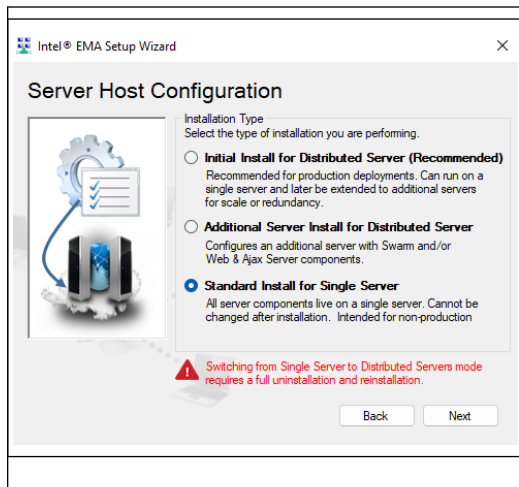 Intel® EMA Setup Wizard
Server Host Configuration
Installation Type
Select the type of installation you are performing.
Initial Install for Distributed Server (Recommended)
Recommended for production deployments. Can run on a
single server and later be extended to additional servers
for scale or redundancy.
Additional Server Install for Distributed Server
Configures an additional server with Swarm and/or
Web & Ajax Server components.
Standard Install for Single Server
All server components live on a single server. Cannot be
changed after installation. Intended for non-production
Switching from Single Server to Distributed Servers mode
requires a full uninstallation and reinstallation.
Back Next